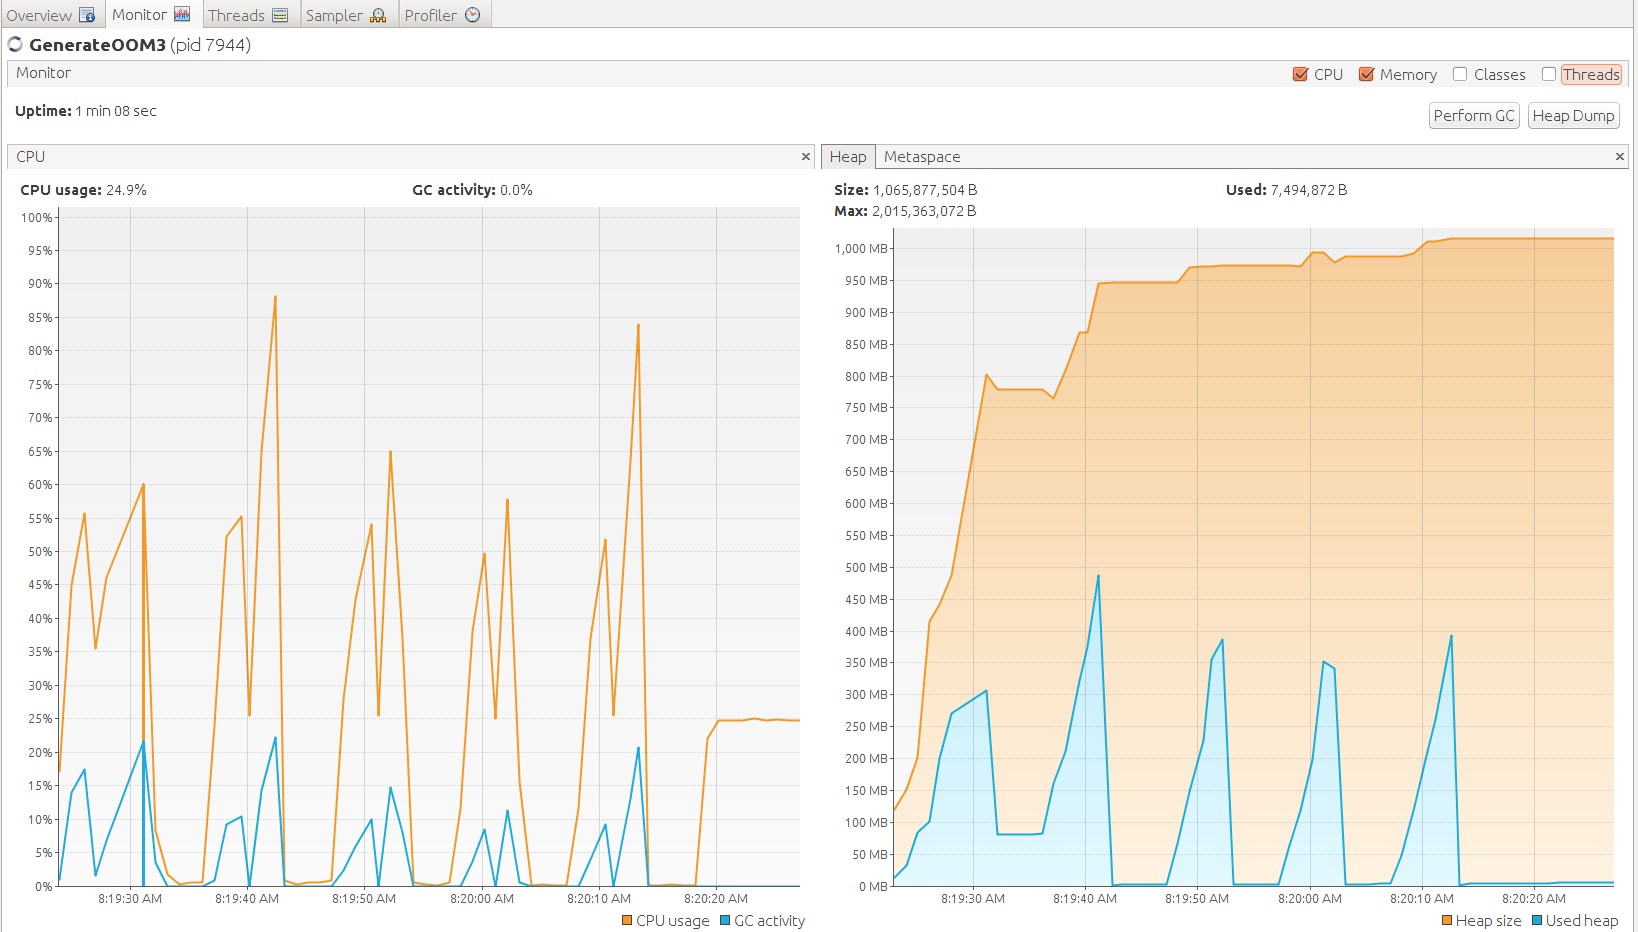 Overview Monitor Threads Sampler Profiler
GenerateOOM3 (pid 7944)
Monitor CPU Memory Classes Threads
Uptime: 1 min 08 sec
Perform GC Heap Dump
CPU ×
CPU usage: 24.9% GC activity: 0.0%
100%
95%
90%
85%
80%
75%
70%
65%
60%
55%
50%
45%
40%
35%
30%
25%
20%
15%
10%
5%
0%
8:19:30 AM 8:19:40 AM 8:19:50 AM 8:20:00 AM 8:20:10 AM 8:20:20 AM
CPU usage GC activity
Heap Metaspace ×
Size: 1,065,877,504 B Used: 7,494,872 B
Max: 2,015,363,072 B
1,000 MB
950 MB
900 MB
850 MB
800 MB
750 MB
700 MB
650 MB
600 MB
550 MB
500 MB
450 MB
400 MB
350 MB
300 MB
250 MB
200 MB
150 MB
100 MB
50 MB
0 MB
8:19:30 AM 8:19:40 AM 8:19:50 AM 8:20:00 AM 8:20:10 AM 8:20:20 AM
Heap size Used heap